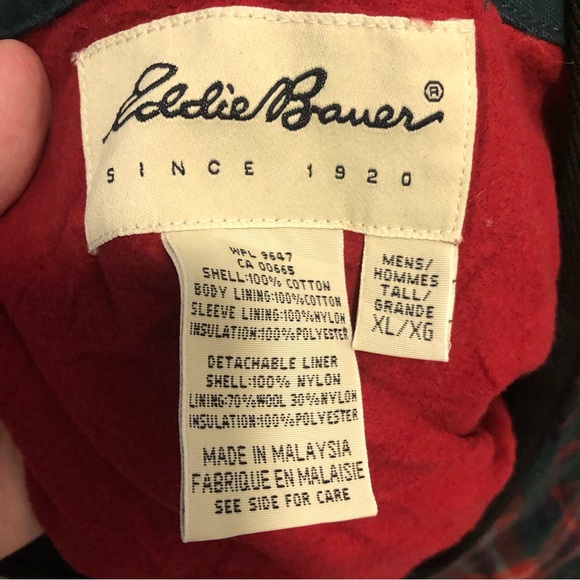 Eddie Bauer ®
SINCE 1920
WPL 9647
CA 00665
SHELL:100% COTTON
BODY LINING:100%COTTON
SLEEVE LINING:100%NYLON
INSULATION:100%POLYESTER
DETACHABLE LINER
SHELL:100% NYLON
LINING:70%WOOL 30%NYLON
INSULATION:100%POLYESTER
MADE IN MALAYSIA
FABRIQUE EN MALAISIE
SEE SIDE FOR CARE
MENS/
HOMMES
TALL/
GRANDE
XL/XG